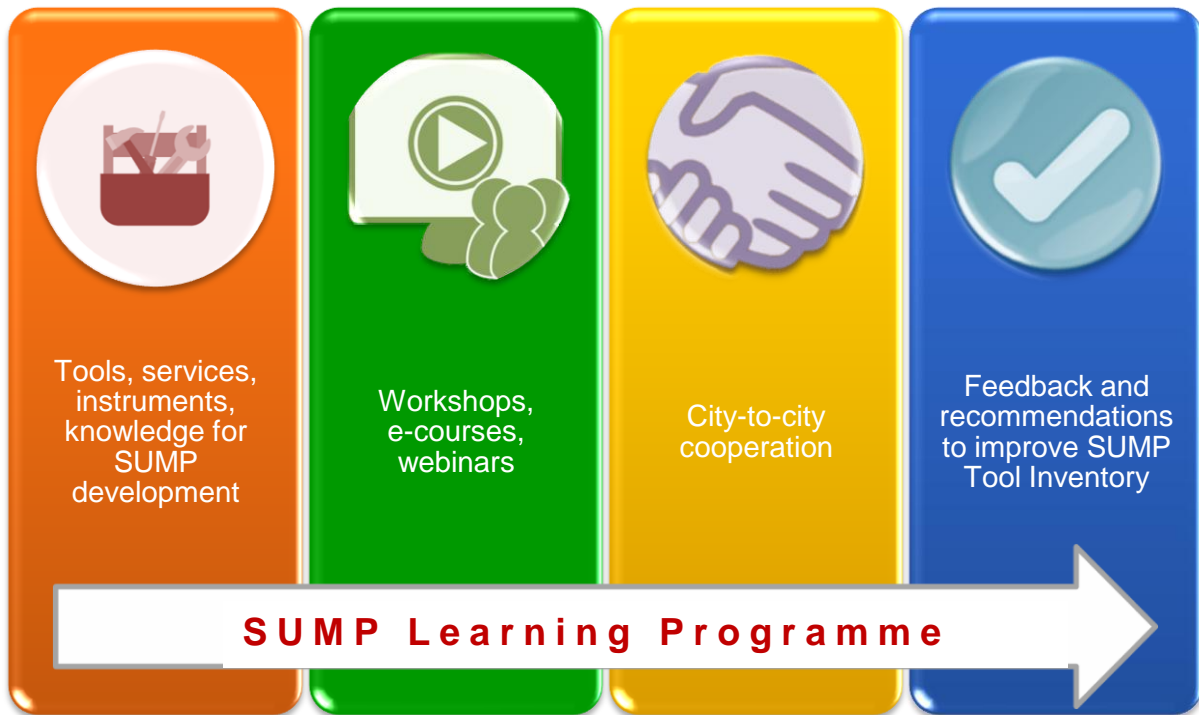 Tools, services,
instruments,
knowledge for
SUMP
development
Workshops,
e-courses,
webinars
City-to-city
cooperation
Feedback and
recommendations
to improve SUMP
Tool Inventory
SUMP Learning Programme